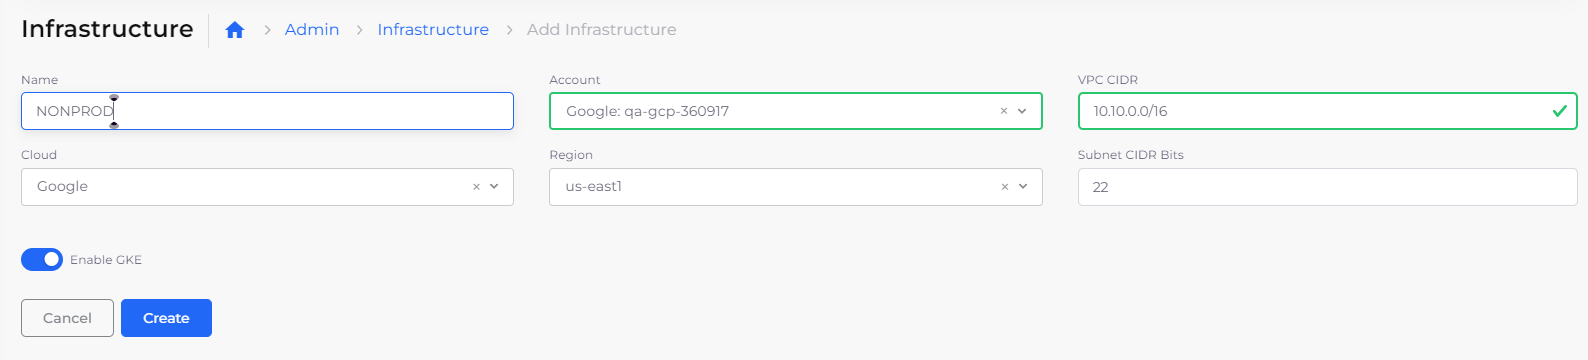 Infrastructure
Admin
Infrastructure
Add Infrastructure
Name
Account
VPC CIDR
NONPROD
Google: qa-gcp-360917
10.10.0.0/16
Cloud
Region
Subnet CIDR Bits
Google
us-east1
22
Enable GKE
Cancel
Create